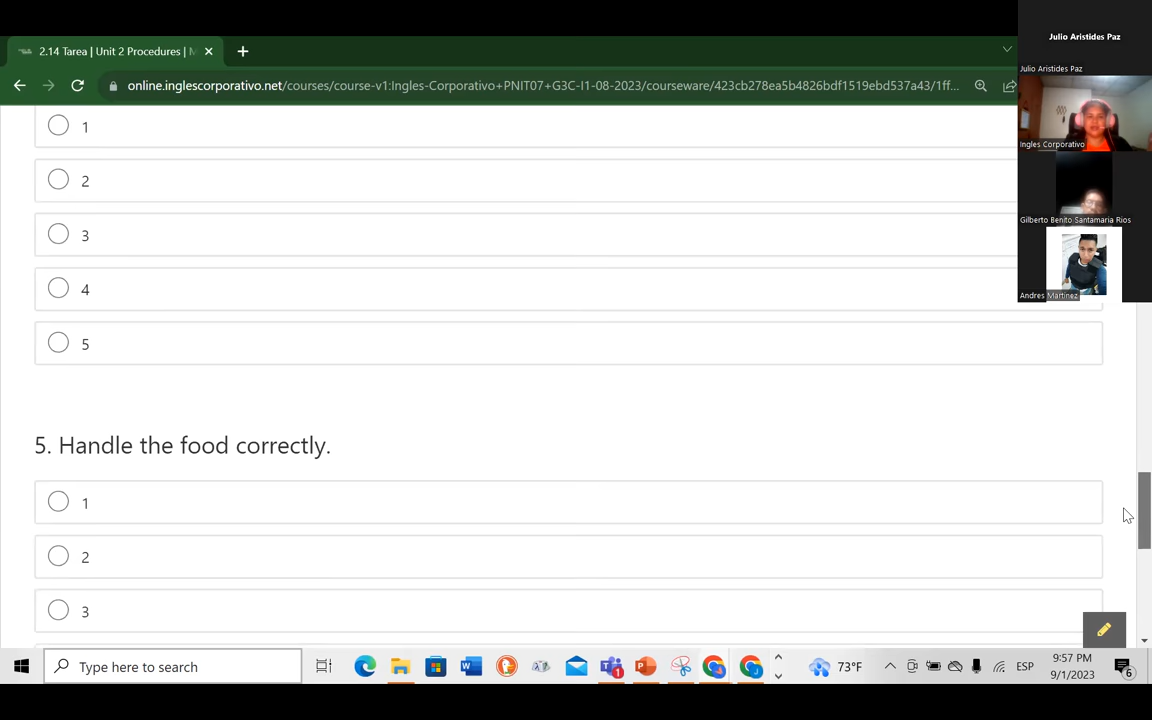 Julio Aristides Paz
2.14 Tarea | Unit 2 Procedures |
Julio Aristides Paz
online.inglescorporativo.net/courses/course-v1:Ingles-Corporativo+PNIT07+G3C-I1-08-2023/courseware/423cb278ea5b4826bdf1519ebd537a43/1ff...
Ingles Corporativo
Gilberto Benito Santamaria Rios
Andres Martinez
1
2
3
4
5
5. Handle the food correctly.
1
2
3
Type here to search
73°F
ESP
9:57 PM
9/1/2023
6
1